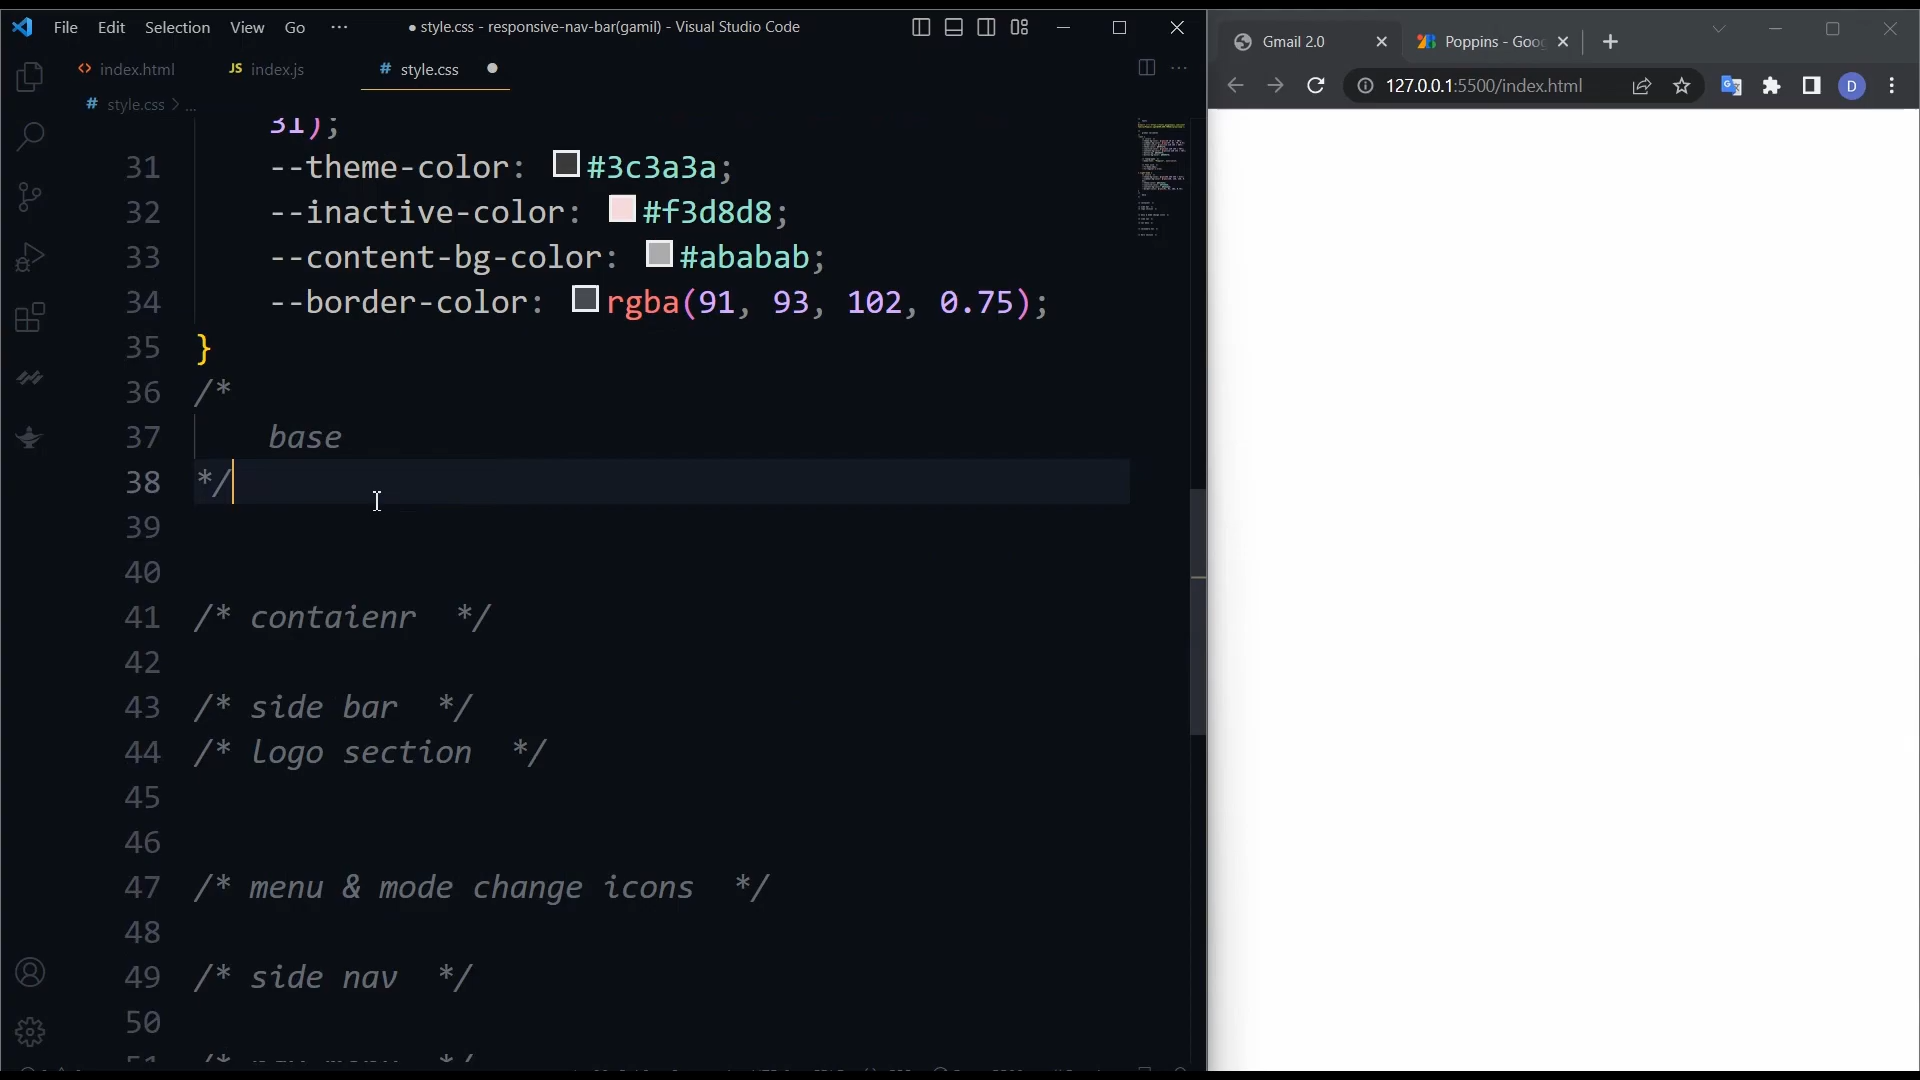 File Edit Selection View Go ··· ● style.css - responsive-nav-bar(gamil) - Visual Studio Code
<> index.html JS index.js # style.css ●
# style.css > ...
31);
31 --theme-color: #3c3a3a;
32 --inactive-color: #f3d8d8;
33 --content-bg-color: #ababab;
34 --border-color: rgba(91, 93, 102, 0.75);
35 }
36 /*
37 base
38 */
39
40
41 /* contaienr */
42
43 /* side bar */
44 /* logo section */
45
46
47 /* menu & mode change icons */
48
49 /* side nav */
50
Gmail 2.0 Poppins - Goo
127.0.0.1:5500/index.html D